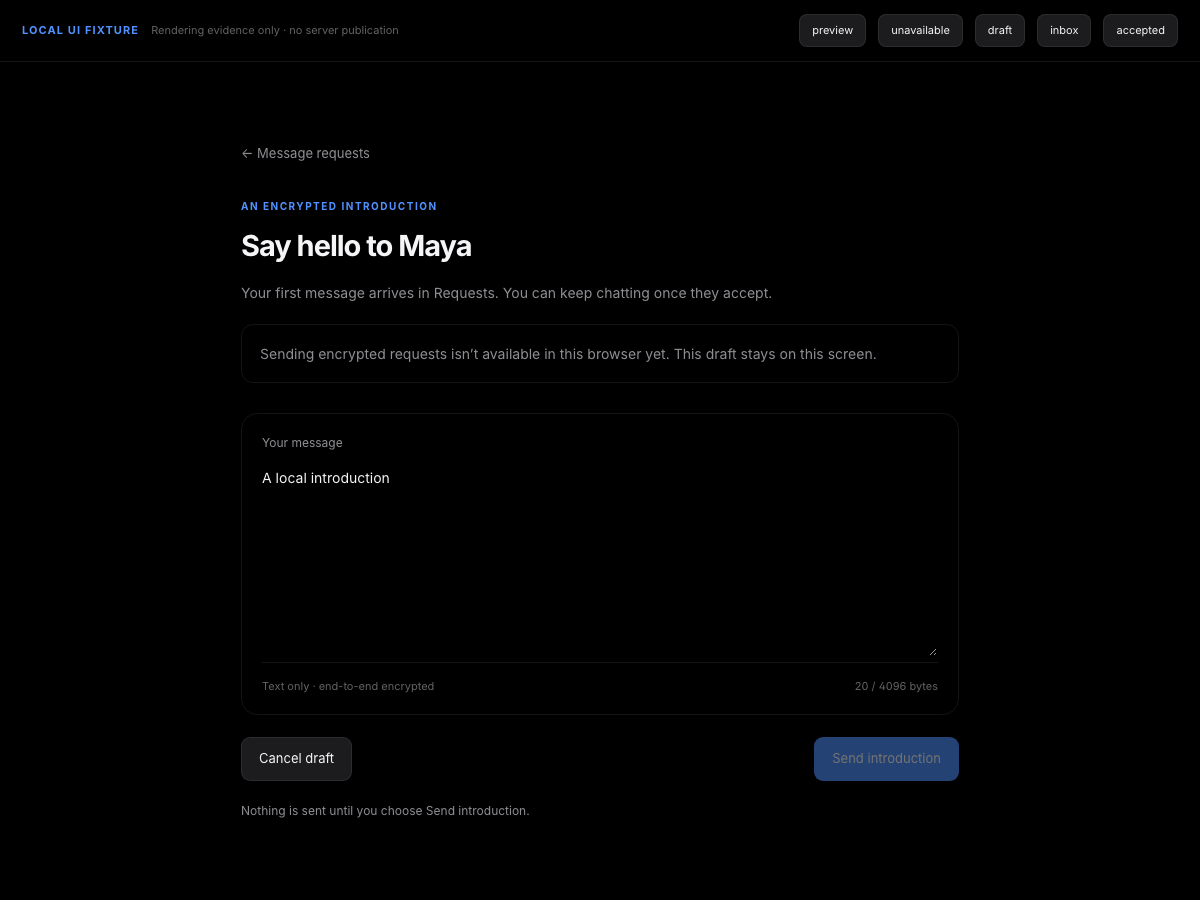 LOCAL UI FIXTURE Rendering evidence only · no server publication preview unavailable draft inbox accepted
← Message requests
AN ENCRYPTED INTRODUCTION
Say hello to Maya
Your first message arrives in Requests. You can keep chatting once they accept.
Sending encrypted requests isn’t available in this browser yet. This draft stays on this screen.
Your message
A local introduction
Text only · end-to-end encrypted 20 / 4096 bytes
Cancel draft Send introduction
Nothing is sent until you choose Send introduction.